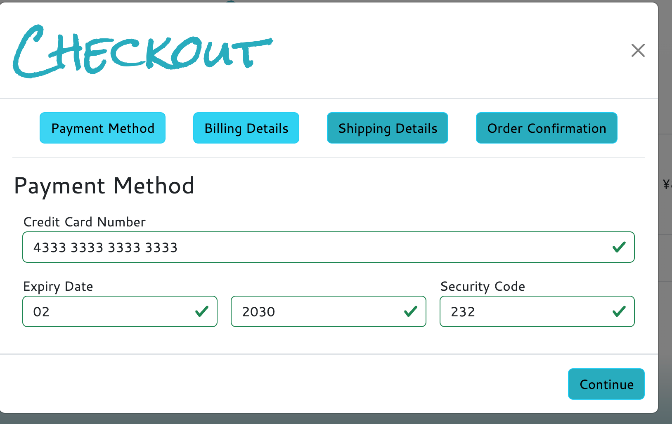 Checkout
Payment Method Billing Details Shipping Details Order Confirmation
Payment Method
Credit Card Number
4333 3333 3333 3333
Expiry Date Security Code
02 2030 232
Continue
¥